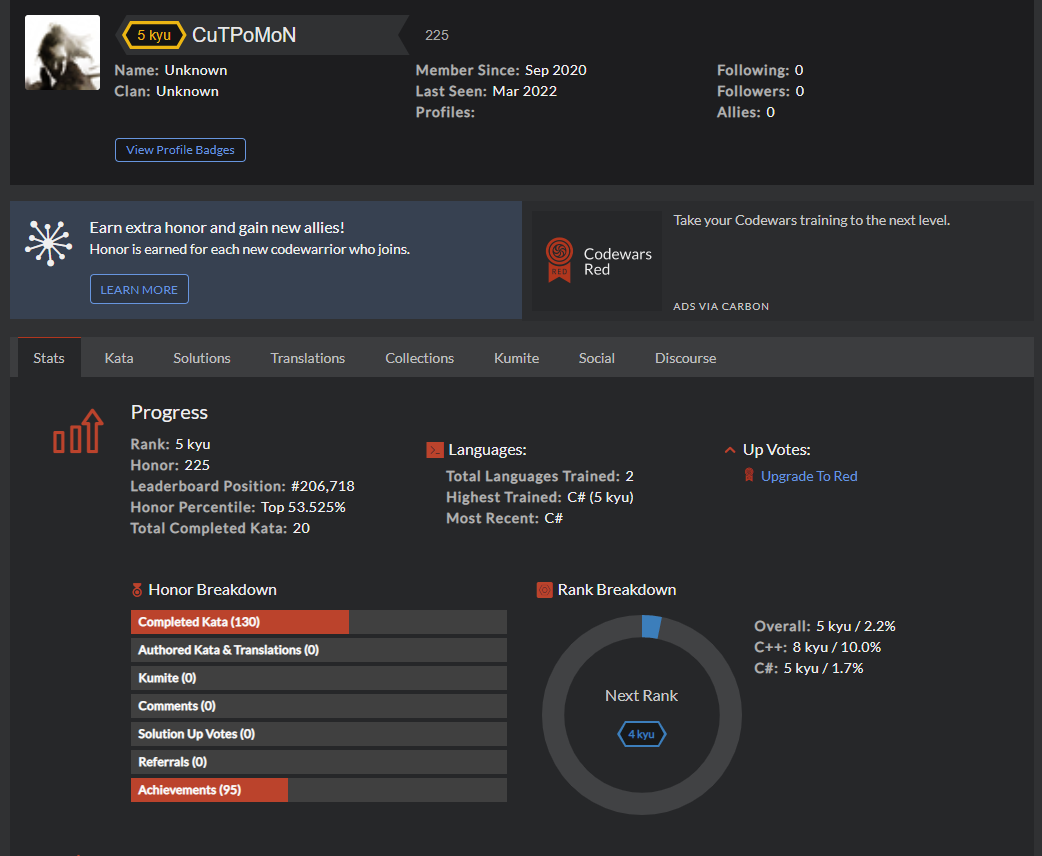 5 kyu CuTPoMoN 225
Name: Unknown
Clan: Unknown
Member Since: Sep 2020
Last Seen: Mar 2022
Profiles:
Following: 0
Followers: 0
Allies: 0
View Profile Badges
Earn extra honor and gain new allies!
Honor is earned for each new codewarrior who joins.
LEARN MORE
RED
Codewars
Red
Take your Codewars training to the next level.
ADS VIA CARBON
Stats Kata Solutions Translations Collections Kumite Social Discourse
Progress
Rank: 5 kyu
Honor: 225
Leaderboard Position: #206,718
Honor Percentile: Top 53.525%
Total Completed Kata: 20
Languages:
Total Languages Trained: 2
Highest Trained: C# (5 kyu)
Most Recent: C#
Up Votes:
Upgrade To Red
Honor Breakdown
Completed Kata (130)
Authored Kata & Translations (0)
Kumite (0)
Comments (0)
Solution Up Votes (0)
Referrals (0)
Achievements (95)
Rank Breakdown
Next Rank
4 kyu
Overall: 5 kyu / 2.2%
C++: 8 kyu / 10.0%
C#: 5 kyu / 1.7%